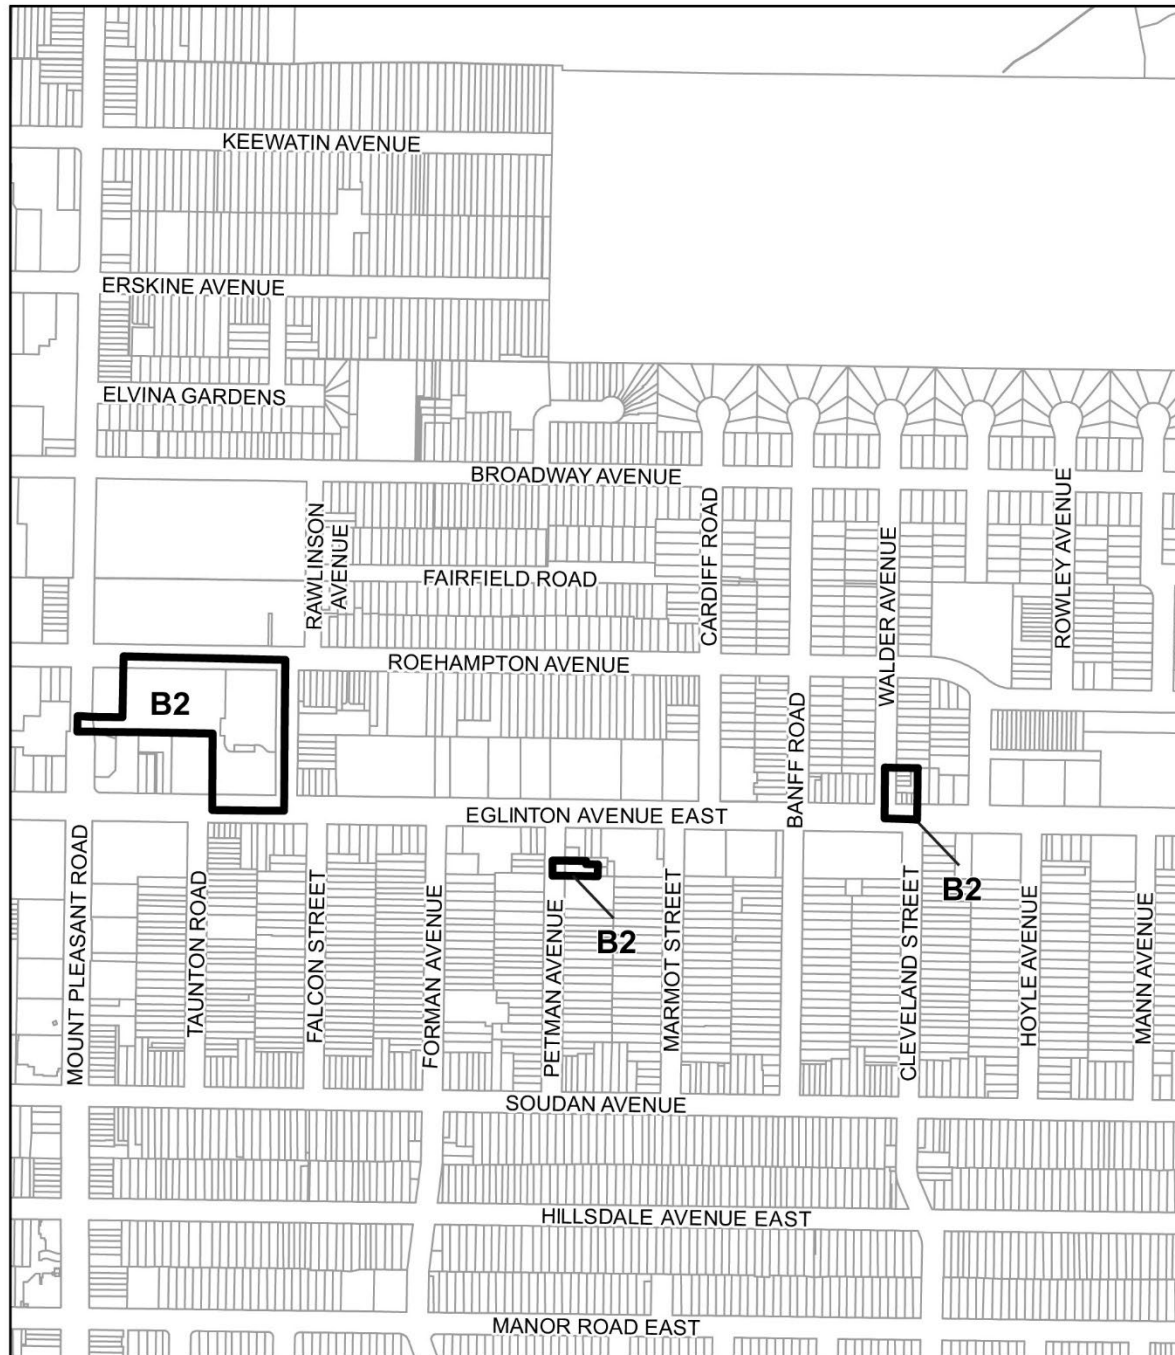 KEEWATIN AVENUE
ERSKINE AVENUE
ELVINA GARDENS
BROADWAY AVENUE
RAWLINSON
AVENUE
CARDIFF ROAD
WALDER AVENUE
ROWLEY AVENUE
FAIRFIELD ROAD
ROEHAMPTON AVENUE
B2
BANFF ROAD
EGLINTON AVENUE EAST
MOUNT PLEASANT ROAD
TAUNTON ROAD
FALCON STREET
FORMAN AVENUE
PETMAN AVENUE
B2
MARMOT STREET
CLEVELAND STREET
B2
HOYLE AVENUE
MANN AVENUE
SOUDAN AVENUE
HILLSDALE AVENUE EAST
MANOR ROAD EAST